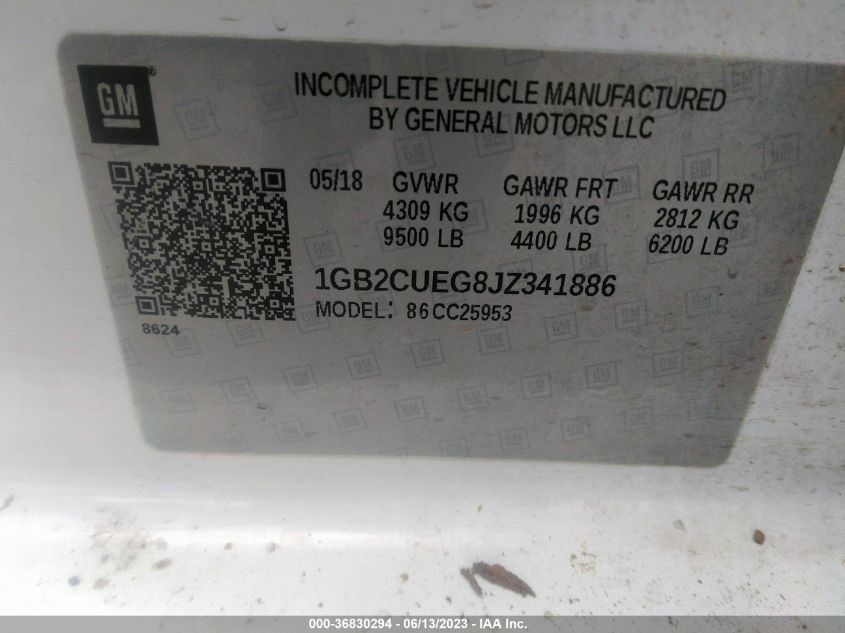 GM
INCOMPLETE VEHICLE MANUFACTURED
BY GENERAL MOTORS LLC
05/18 GVWR GAWR FRT GAWR RR
4309 KG 1996 KG 2812 KG
9500 LB 4400 LB 6200 LB
1GB2CUEG8JZ341886
MODEL: 86CC25953
8624
000-36830294 - 06/13/2023 - IAA Inc.